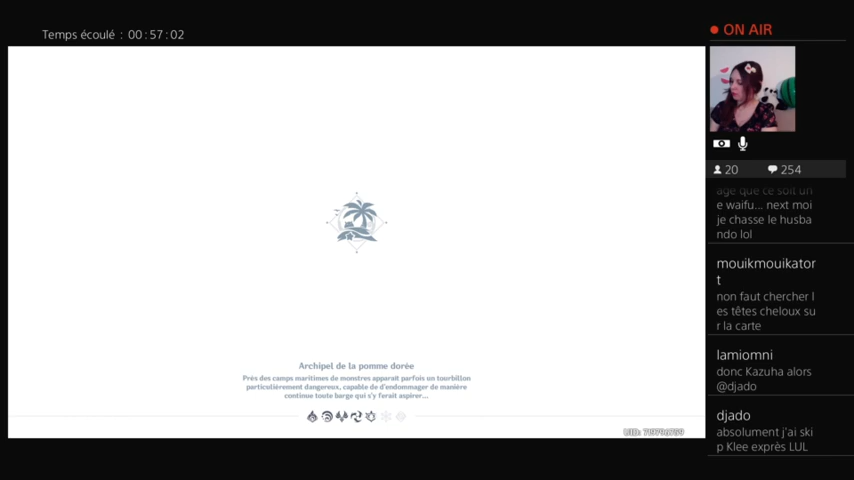 Temps écoulé : 00:57:02
ON AIR
20 254
age que ce soit un
e waifu... next moi
je chasse le husba
ndo lol
mouikmouikator
t
non faut chercher l
es têtes cheloux su
r la carte
lamiomni
donc Kazuha alors
@djado
djado
absolument j'ai ski
p Klee exprès LUL
Archipel de la pomme dorée
Près des camps maritimes de monstres apparaît parfois un tourbillon
particulièrement dangereux, capable de d'endommager de manière
continue toute barge qui s'y ferait aspirer...
UID: